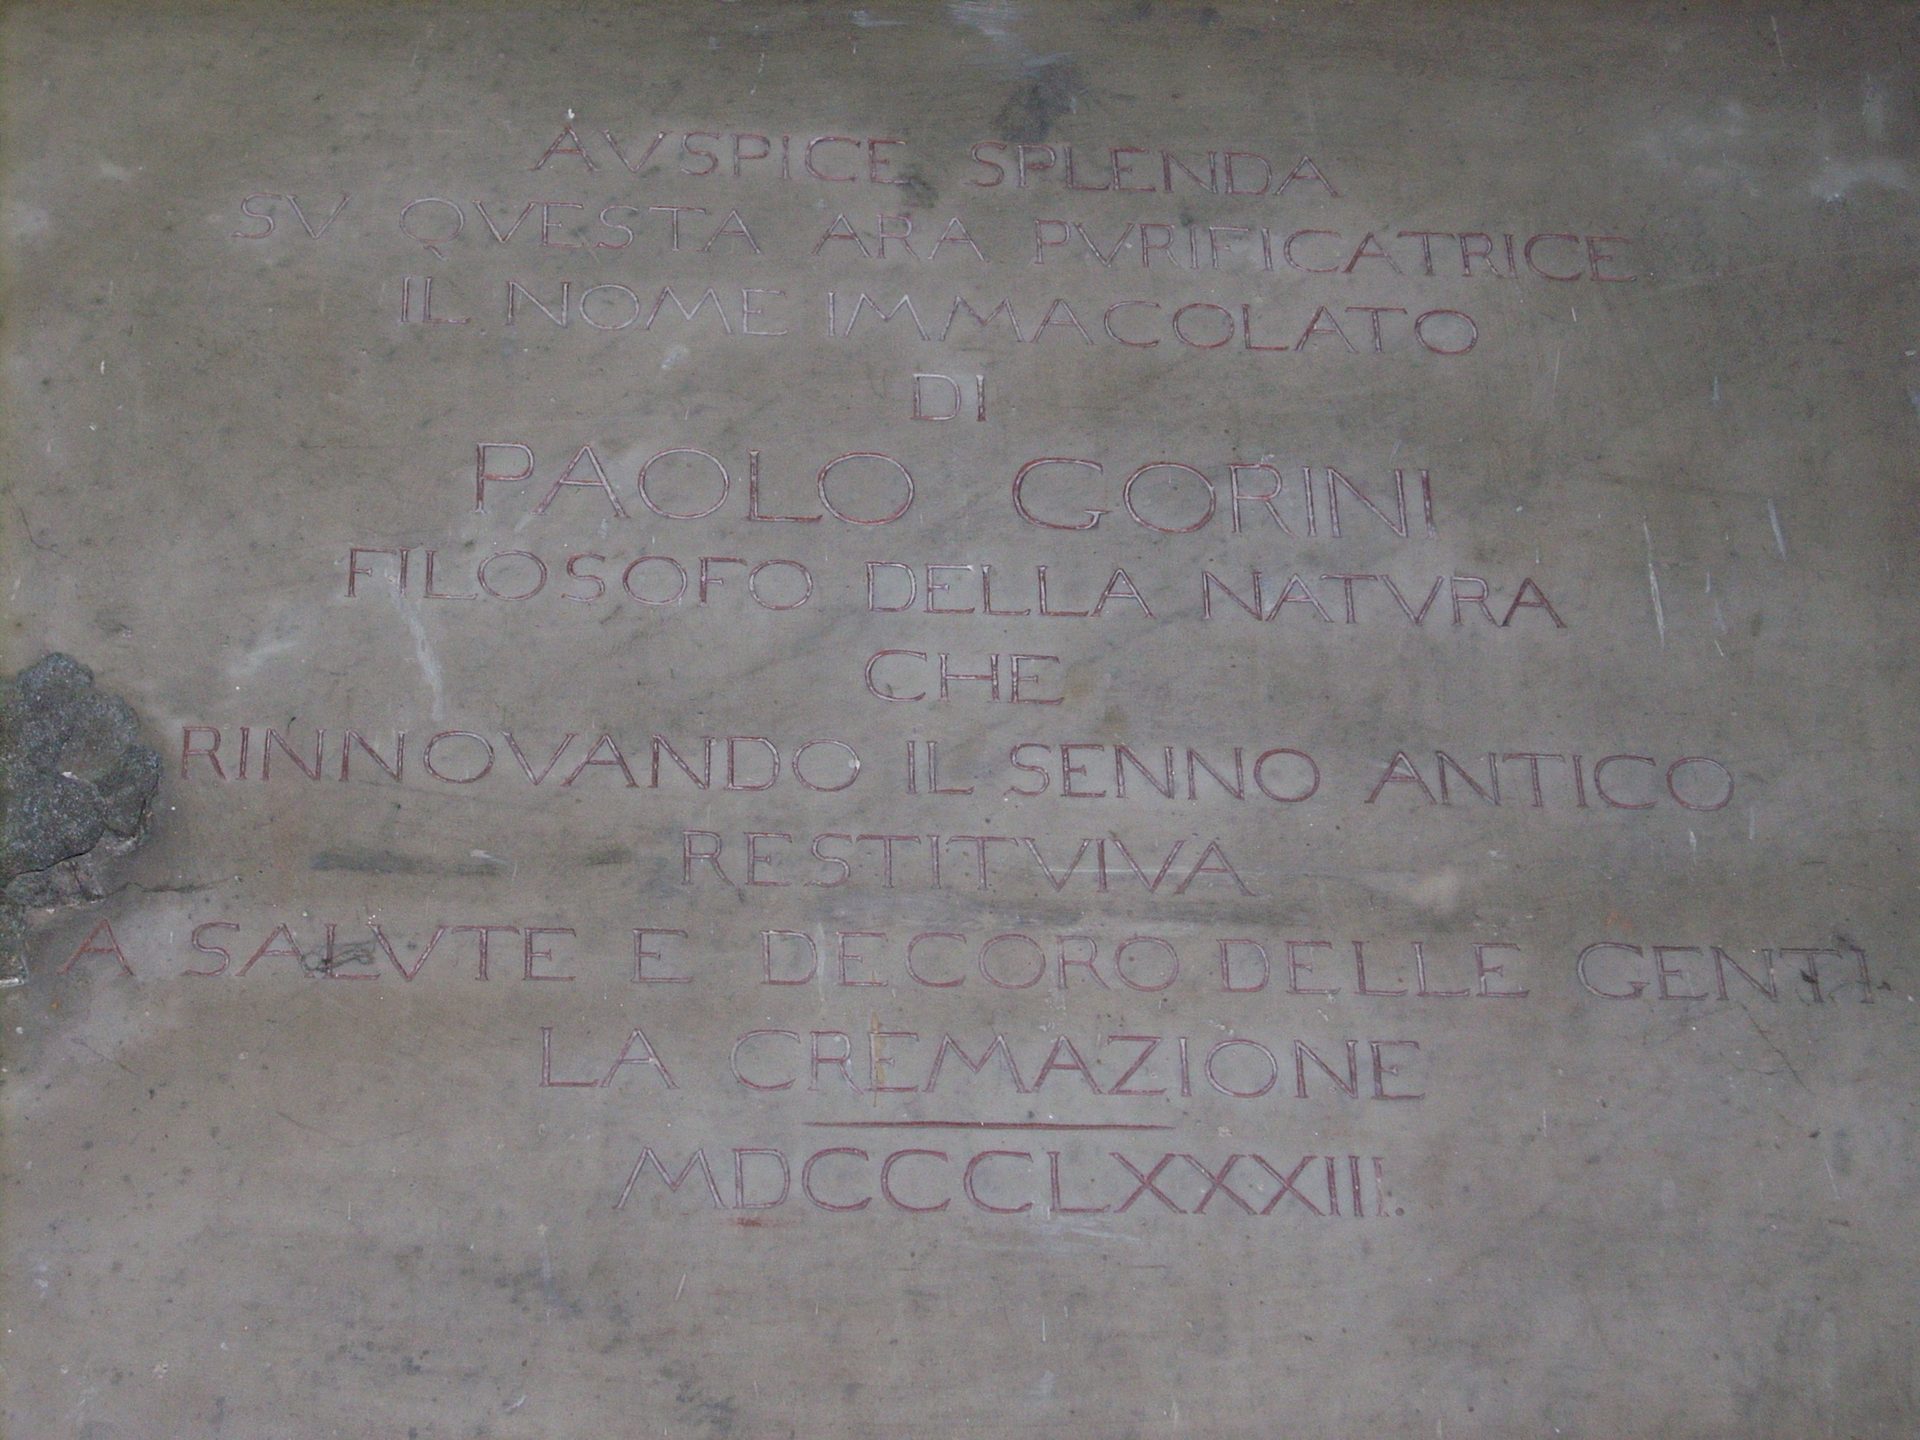 AVSPICE SPLENDA
SV QVESTA ARA PVRIFICATRICE
IL NOME IMMACOLATO
DI
PAOLO GORINI
FILOSOFO DELLA NATVRA
CHE
RINNOVANDO IL SENNO ANTICO
RESTITVIVA
A SALVTE E DECORO DELLE GENTI
LA CREMAZIONE
MDCCCLXXXIII.